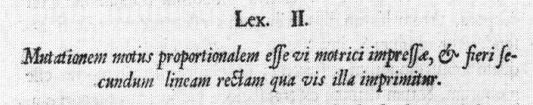 Lex. II.
Mutationem motus proportionalem eſſe vi motrici impreſſæ, & fieri ſe-
cundum lineam rectam qua vis illa imprimitur.